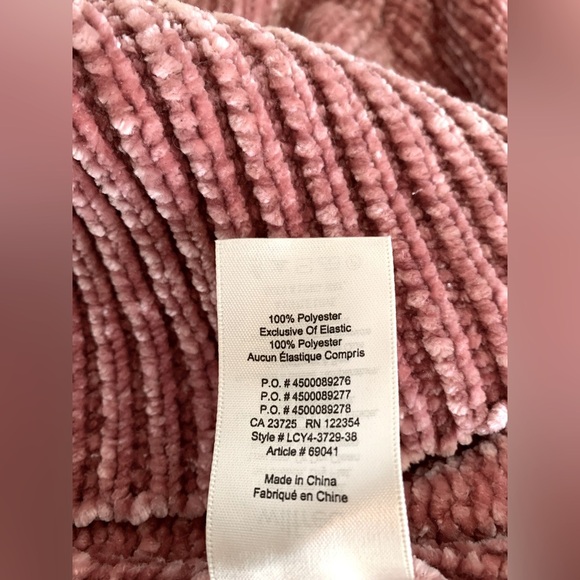 100% Polyester
Exclusive Of Elastic
100% Polyester
Aucun Élastique Compris
P.O. # 4500089276
P.O. # 4500089277
P.O. # 4500089278
CA 23725 RN 122354
Style # LCY4-3729-38
Article # 69041
Made in China
Fabriqué en Chine